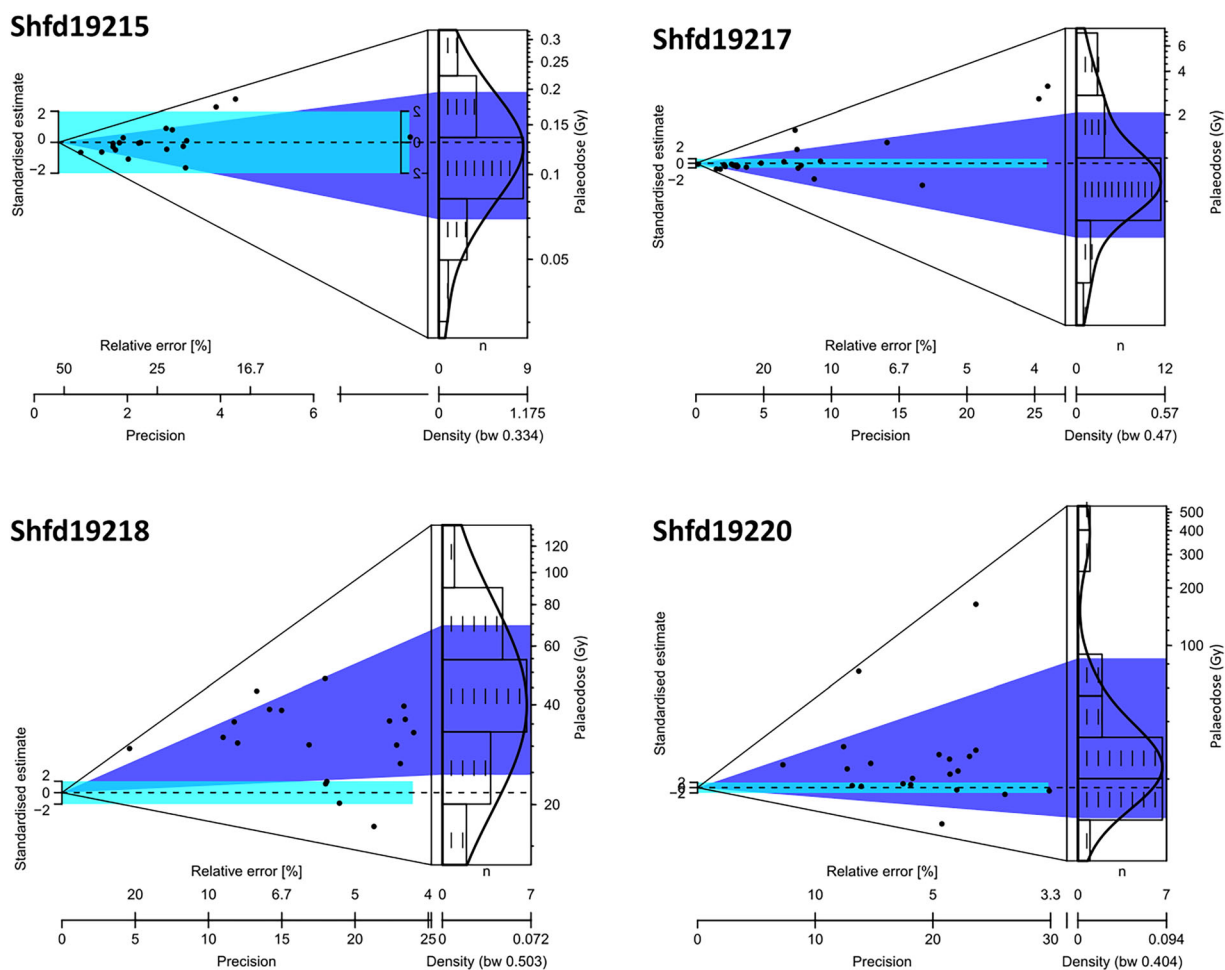 Shfd19215
Standardised estimate
2
0
−2
2
0
−2
0.3
0.25
0.2
0.15
0.1
0.05
Palaeodose (Gy)
Relative error [%]
n
50 25 16.7
0 9
0 2 4 6
0 1.175
Precision
Density (bw 0.334)
Shfd19217
Standardised estimate
2
0
−2
6
4
2
Palaeodose (Gy)
Relative error [%]
n
20 10 6.7 5 4
0 12
0 5 10 15 20 25
0 0.57
Precision
Density (bw 0.47)
Shfd19218
Standardised estimate
2
0
−2
120
100
80
60
40
20
Palaeodose (Gy)
Relative error [%]
n
20 10 6.7 5 4
0 7
0 5 10 15 20 25
0 0.072
Precision
Density (bw 0.503)
Shfd19220
Standardised estimate
2
0
−2
500
400
300
200
100
Palaeodose (Gy)
Relative error [%]
n
10 5 3.3
0 7
0 10 20 30
0 0.094
Precision
Density (bw 0.404)